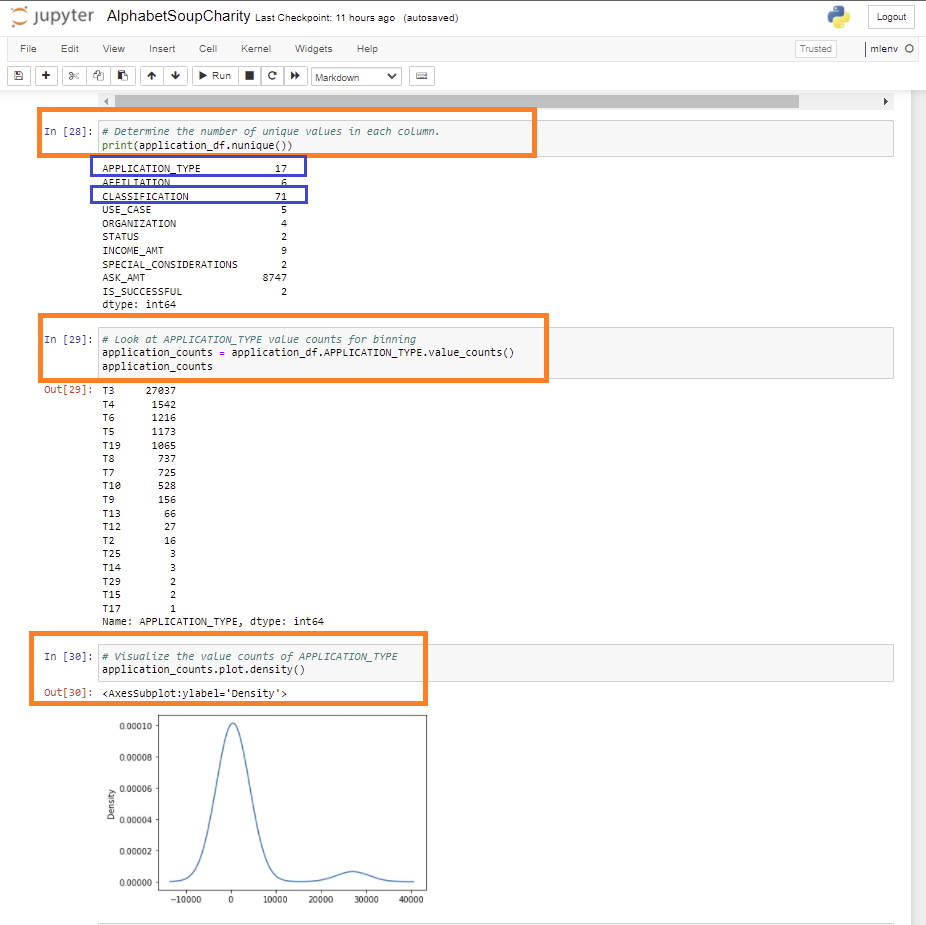 jupyter AlphabetSoupCharity Last Checkpoint: 11 hours ago (autosaved) Logout
File Edit View Insert Cell Kernel Widgets Help Trusted mlenv
Run Markdown
In [28]: # Determine the number of unique values in each column.
print(application_df.nunique())
APPLICATION_TYPE 17
AFFILIATION 6
CLASSIFICATION 71
USE_CASE 5
ORGANIZATION 4
STATUS 2
INCOME_AMT 9
SPECIAL_CONSIDERATIONS 2
ASK_AMT 8747
IS_SUCCESSFUL 2
dtype: int64
In [29]: # Look at APPLICATION_TYPE value counts for binning
application_counts = application_df.APPLICATION_TYPE.value_counts()
application_counts
Out[29]: T3 27037
T4 1542
T6 1216
T5 1173
T19 1065
T8 737
T7 725
T10 528
T9 156
T13 66
T12 27
T2 16
T25 3
T14 3
T29 2
T15 2
T17 1
Name: APPLICATION_TYPE, dtype: int64
In [30]: # Visualize the value counts of APPLICATION_TYPE
application_counts.plot.density()
Out[30]: <AxesSubplot:ylabel='Density'>
0.00010
0.00008
0.00006
Density
0.00004
0.00002
0.00000
−10000 0 10000 20000 30000 40000